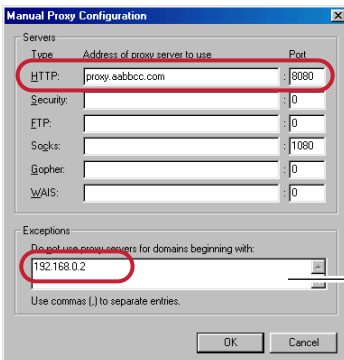 Manual Proxy Configuration
Servers
Type Address of proxy server to use Port
HTTP: proxy.aabbcc.com : 8080
Security: : 0
FTP: : 0
Socks: : 1080
Gopher: : 0
WAIS: : 0
Exceptions
Do not use proxy servers for domains beginning with:
192.168.0.2
Use commas (,) to separate entries.
OK Cancel